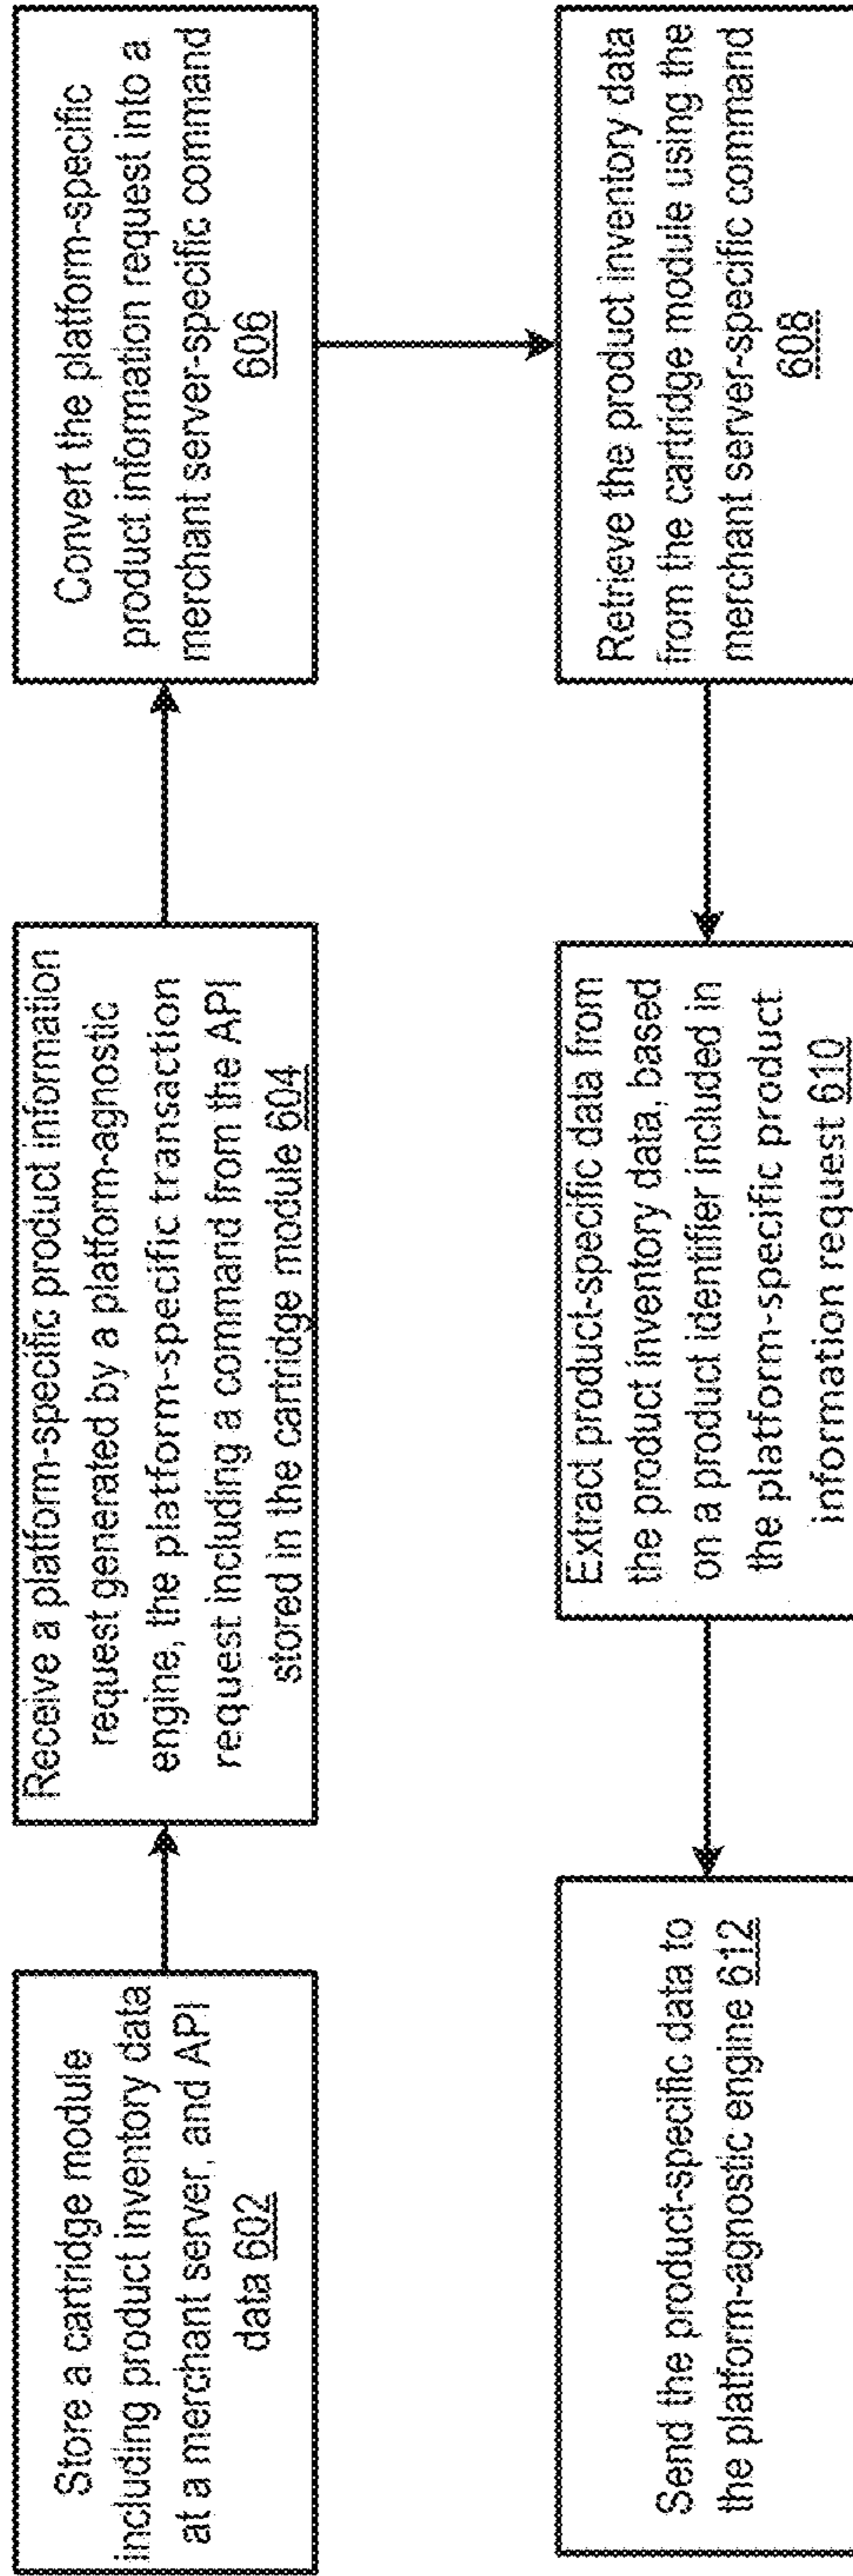 Store a cartridge module
including product inventory data
at a merchant server, and API
data 602
Receive a platform-specific product information
request generated by a platform-agnostic
engine, the platform-specific transaction
request including a command from the API
stored in the cartridge module 604
Convert the platform-specific
product information request into a
merchant server-specific command
606
Retrieve the product inventory data
from the cartridge module using the
merchant server-specific command
608
Extract product-specific data from
the product inventory data, based
on a product identifier included in
the platform-specific product
information request 610
Send the product-specific data to
the platform-agnostic engine 612